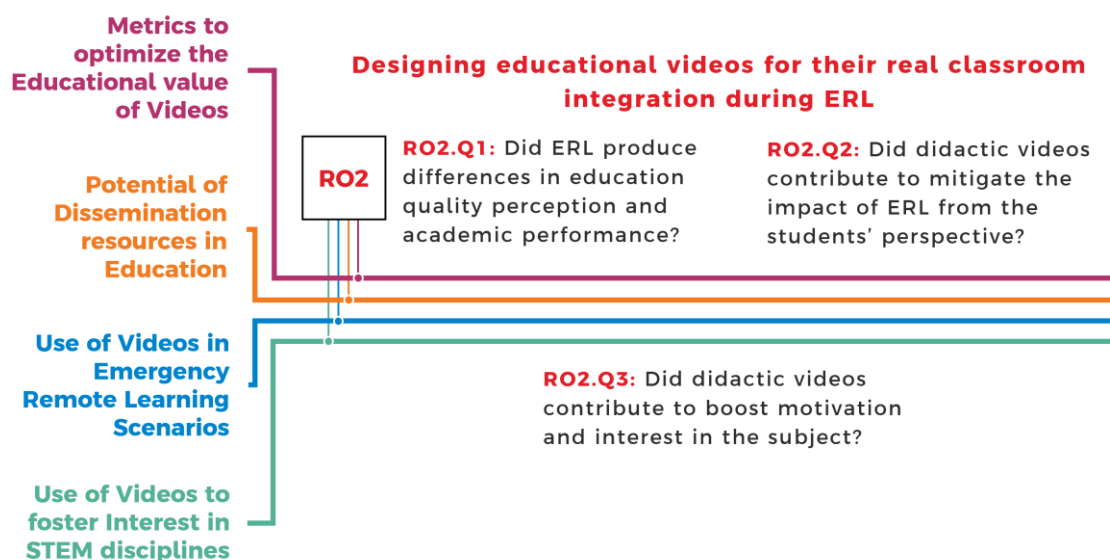 Metrics to
optimize the
Educational value
of Videos
Potential of
Dissemination
resources in
Education
Use of Videos in
Emergency
Remote Learning
Scenarios
Use of Videos to
foster Interest in
STEM disciplines
Designing educational videos for their real classroom
integration during ERL
RO2
RO2.Q1: Did ERL produce
differences in education
quality perception and
academic performance?
RO2.Q2: Did didactic videos
contribute to mitigate the
impact of ERL from the
students’ perspective?
RO2.Q3: Did didactic videos
contribute to boost motivation
and interest in the subject?